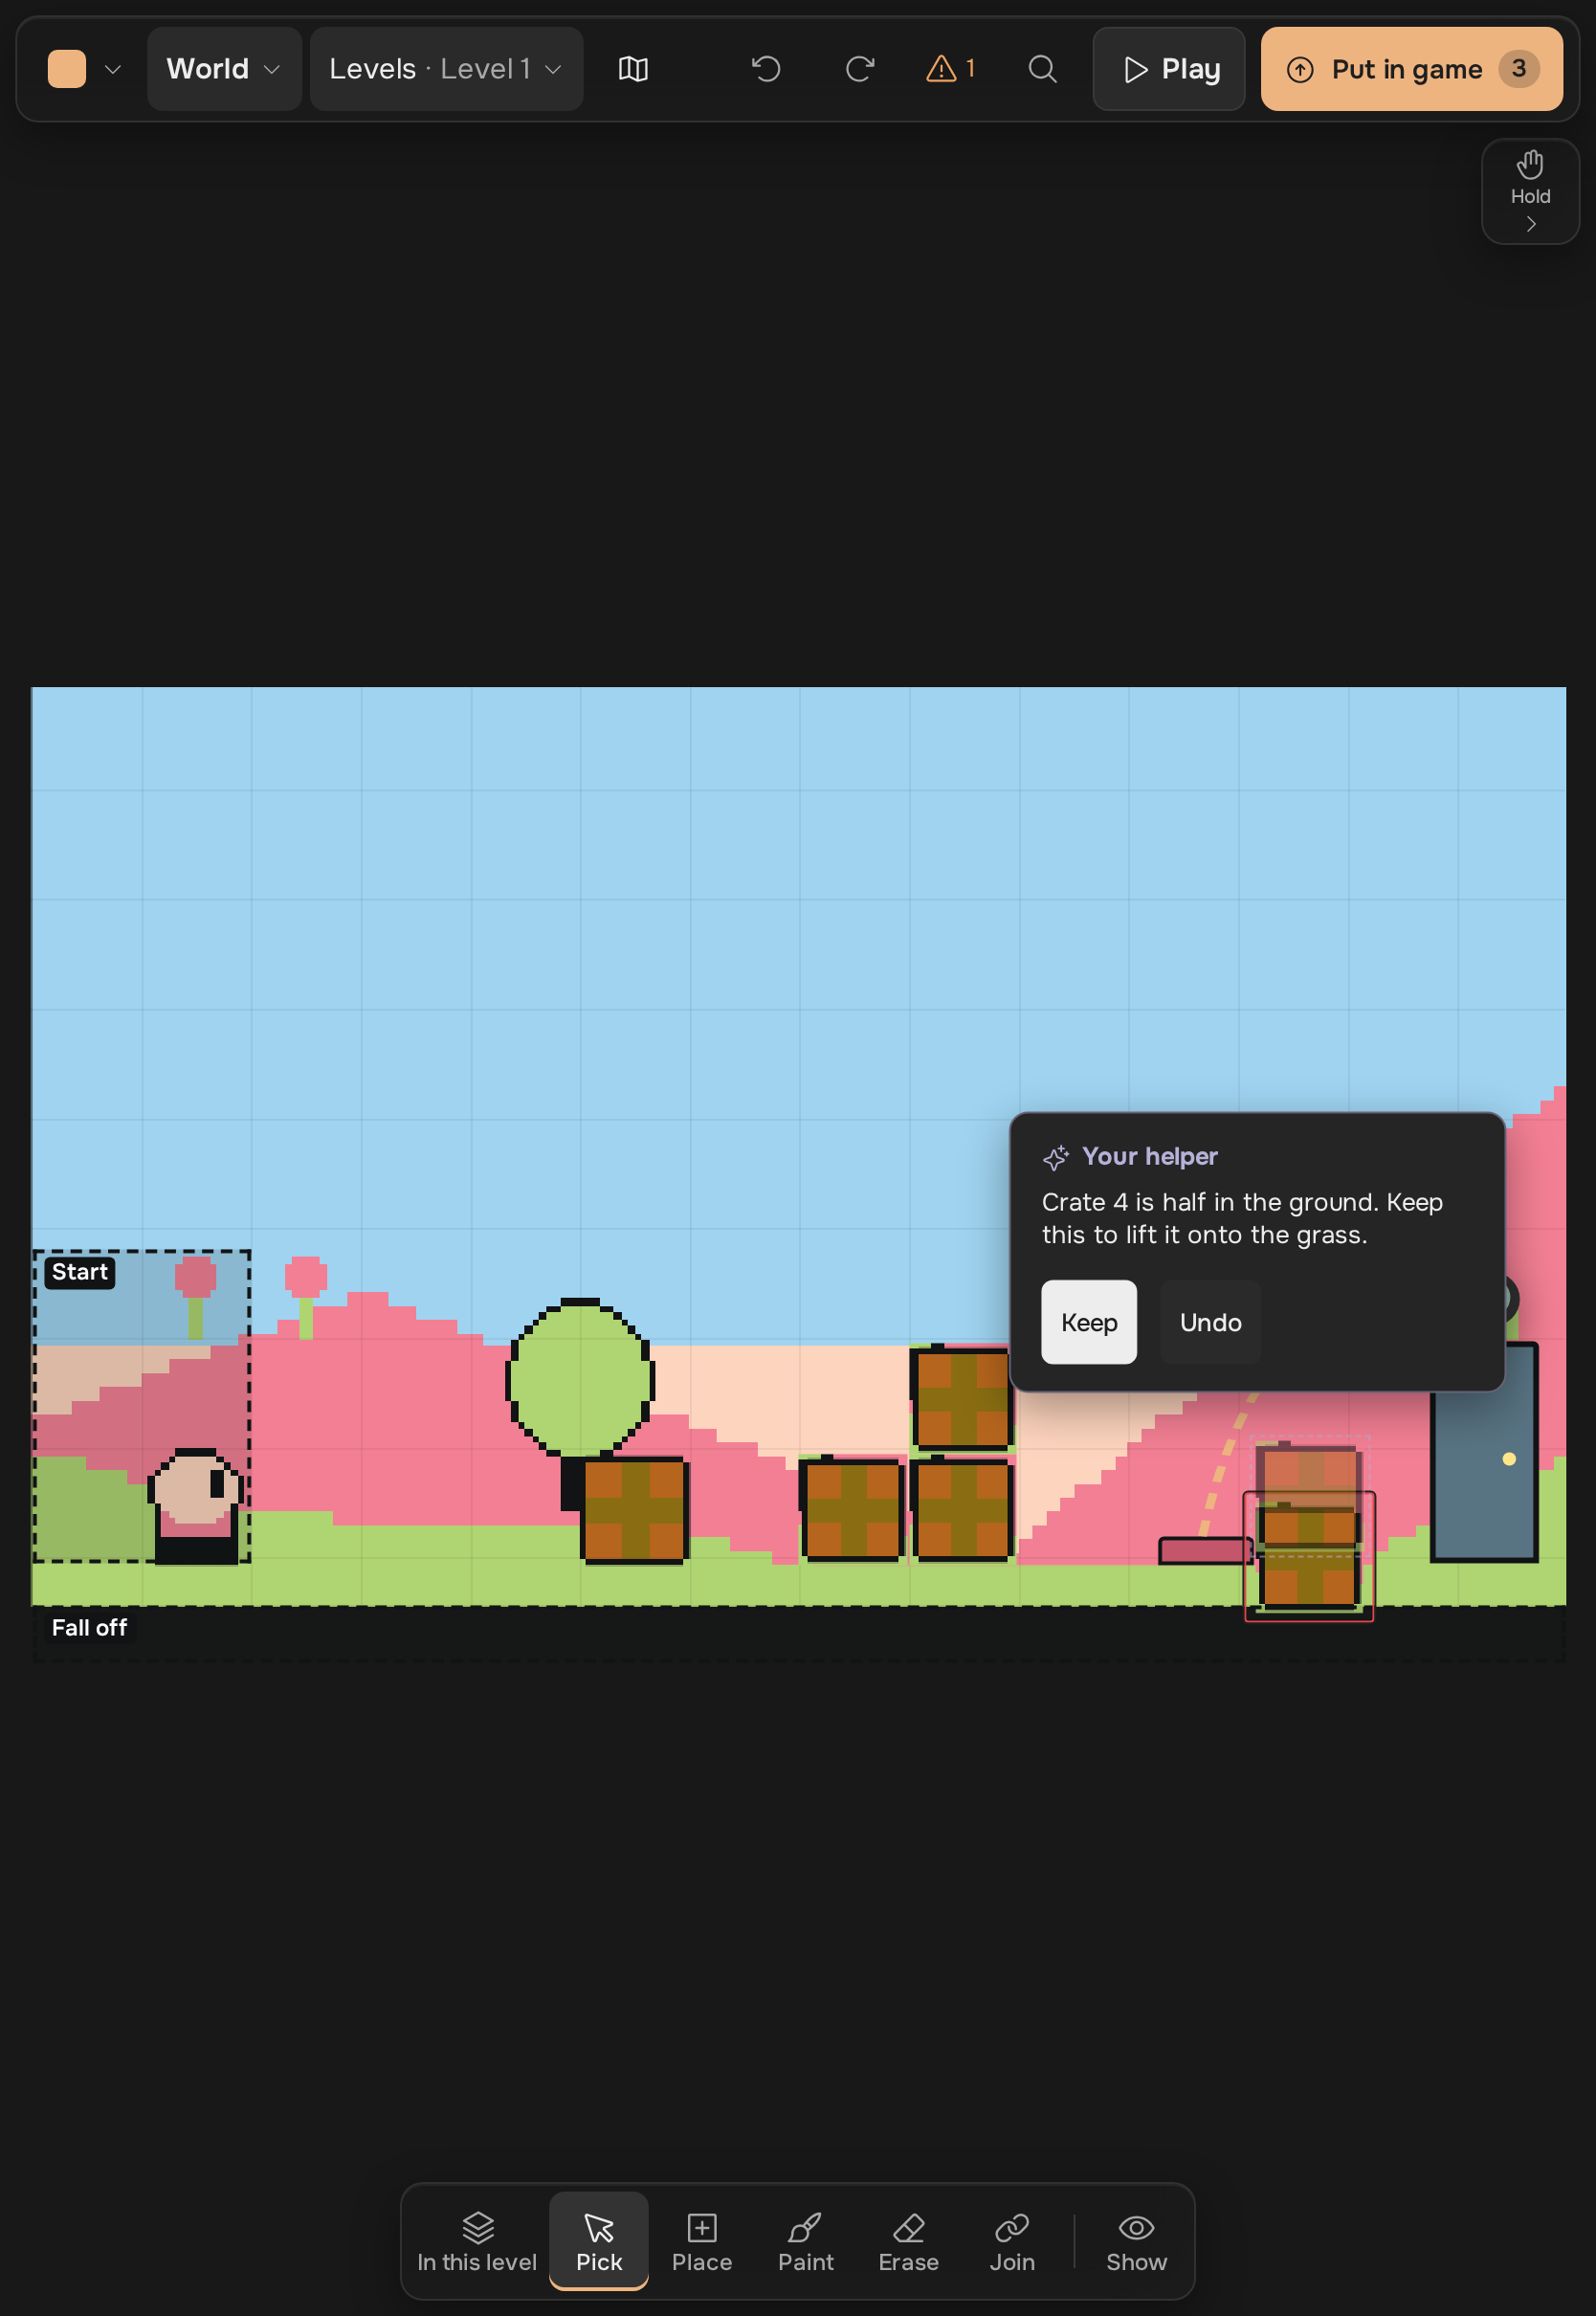 World
Levels · Level 1
1
Play
Put in game 3
Hold
Your helper
Crate 4 is half in the ground. Keep
this to lift it onto the grass.
Keep
Undo
Start
Fall off
In this level
Pick
Place
Paint
Erase
Join
Show